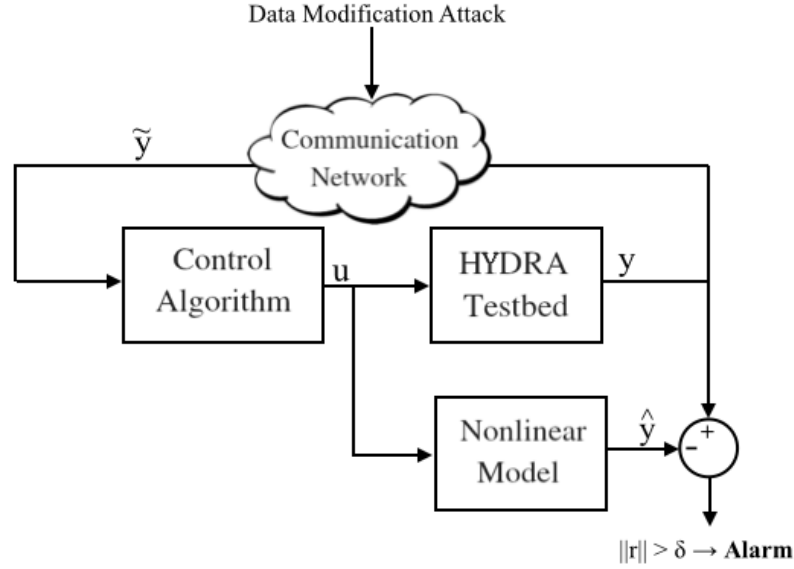 Data Modification Attack
Communication
Network
ỹ
Control
Algorithm
u
HYDRA
Testbed
y
Nonlinear
Model
ŷ
+
-
||r|| > δ → Alarm